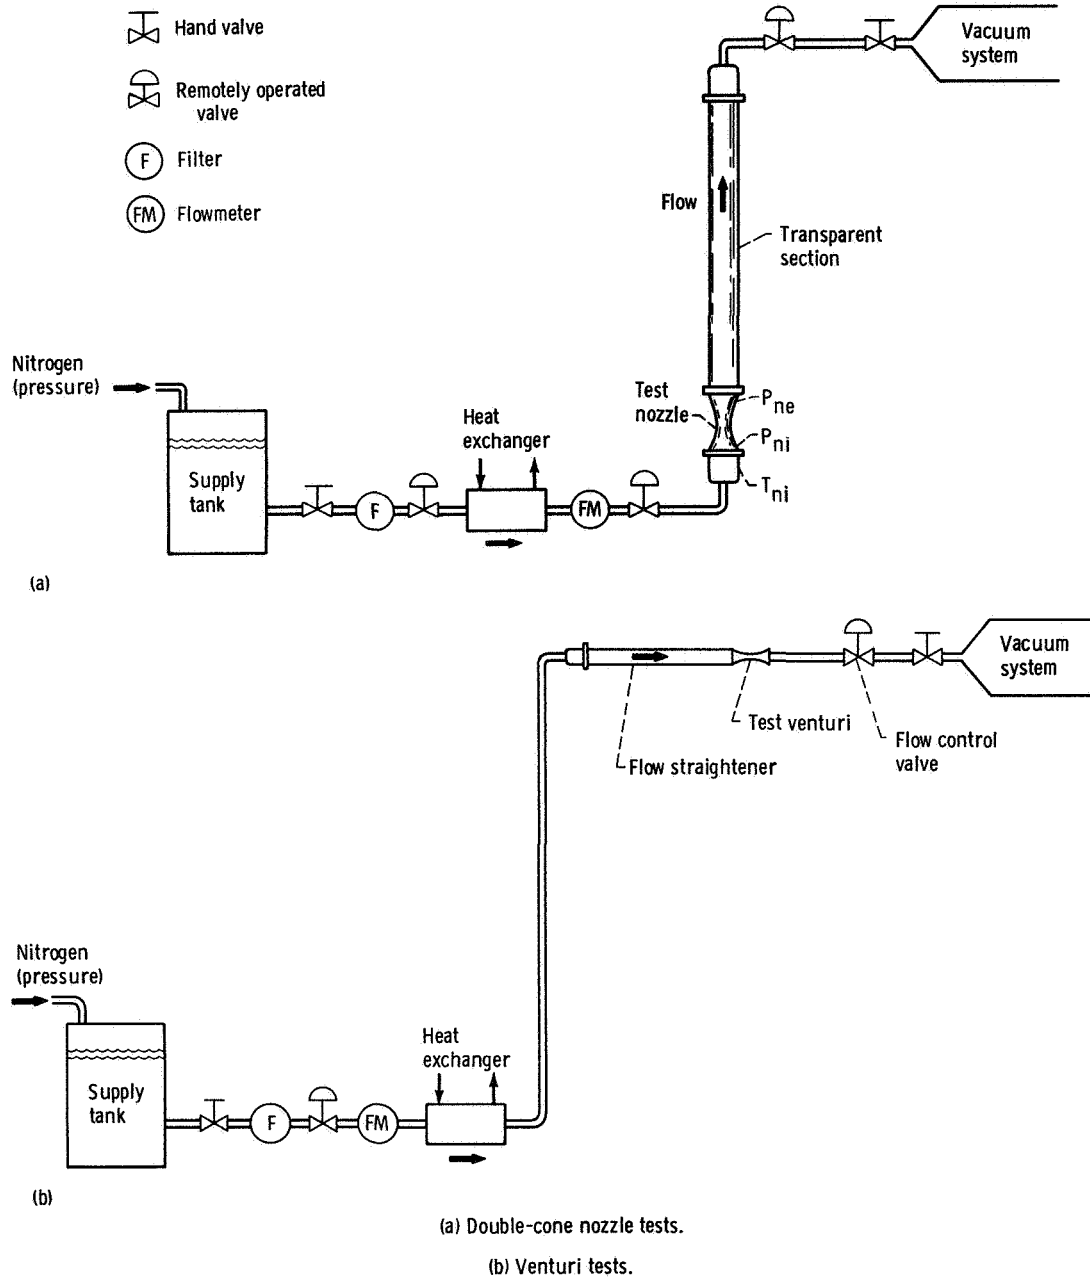 Hand valve
Remotely operated
valve
F
Filter
FM
Flowmeter
Vacuum
system
Flow
Transparent
section
Nitrogen
(pressure)
Test
nozzle
Pne
Pni
Tni
Heat
exchanger
Supply
tank
F
FM
(a)
Vacuum
system
Test venturi
Flow control
valve
Flow straightener
Nitrogen
(pressure)
Heat
exchanger
Supply
tank
F
FM
(b)
(a) Double-cone nozzle tests.
(b) Venturi tests.